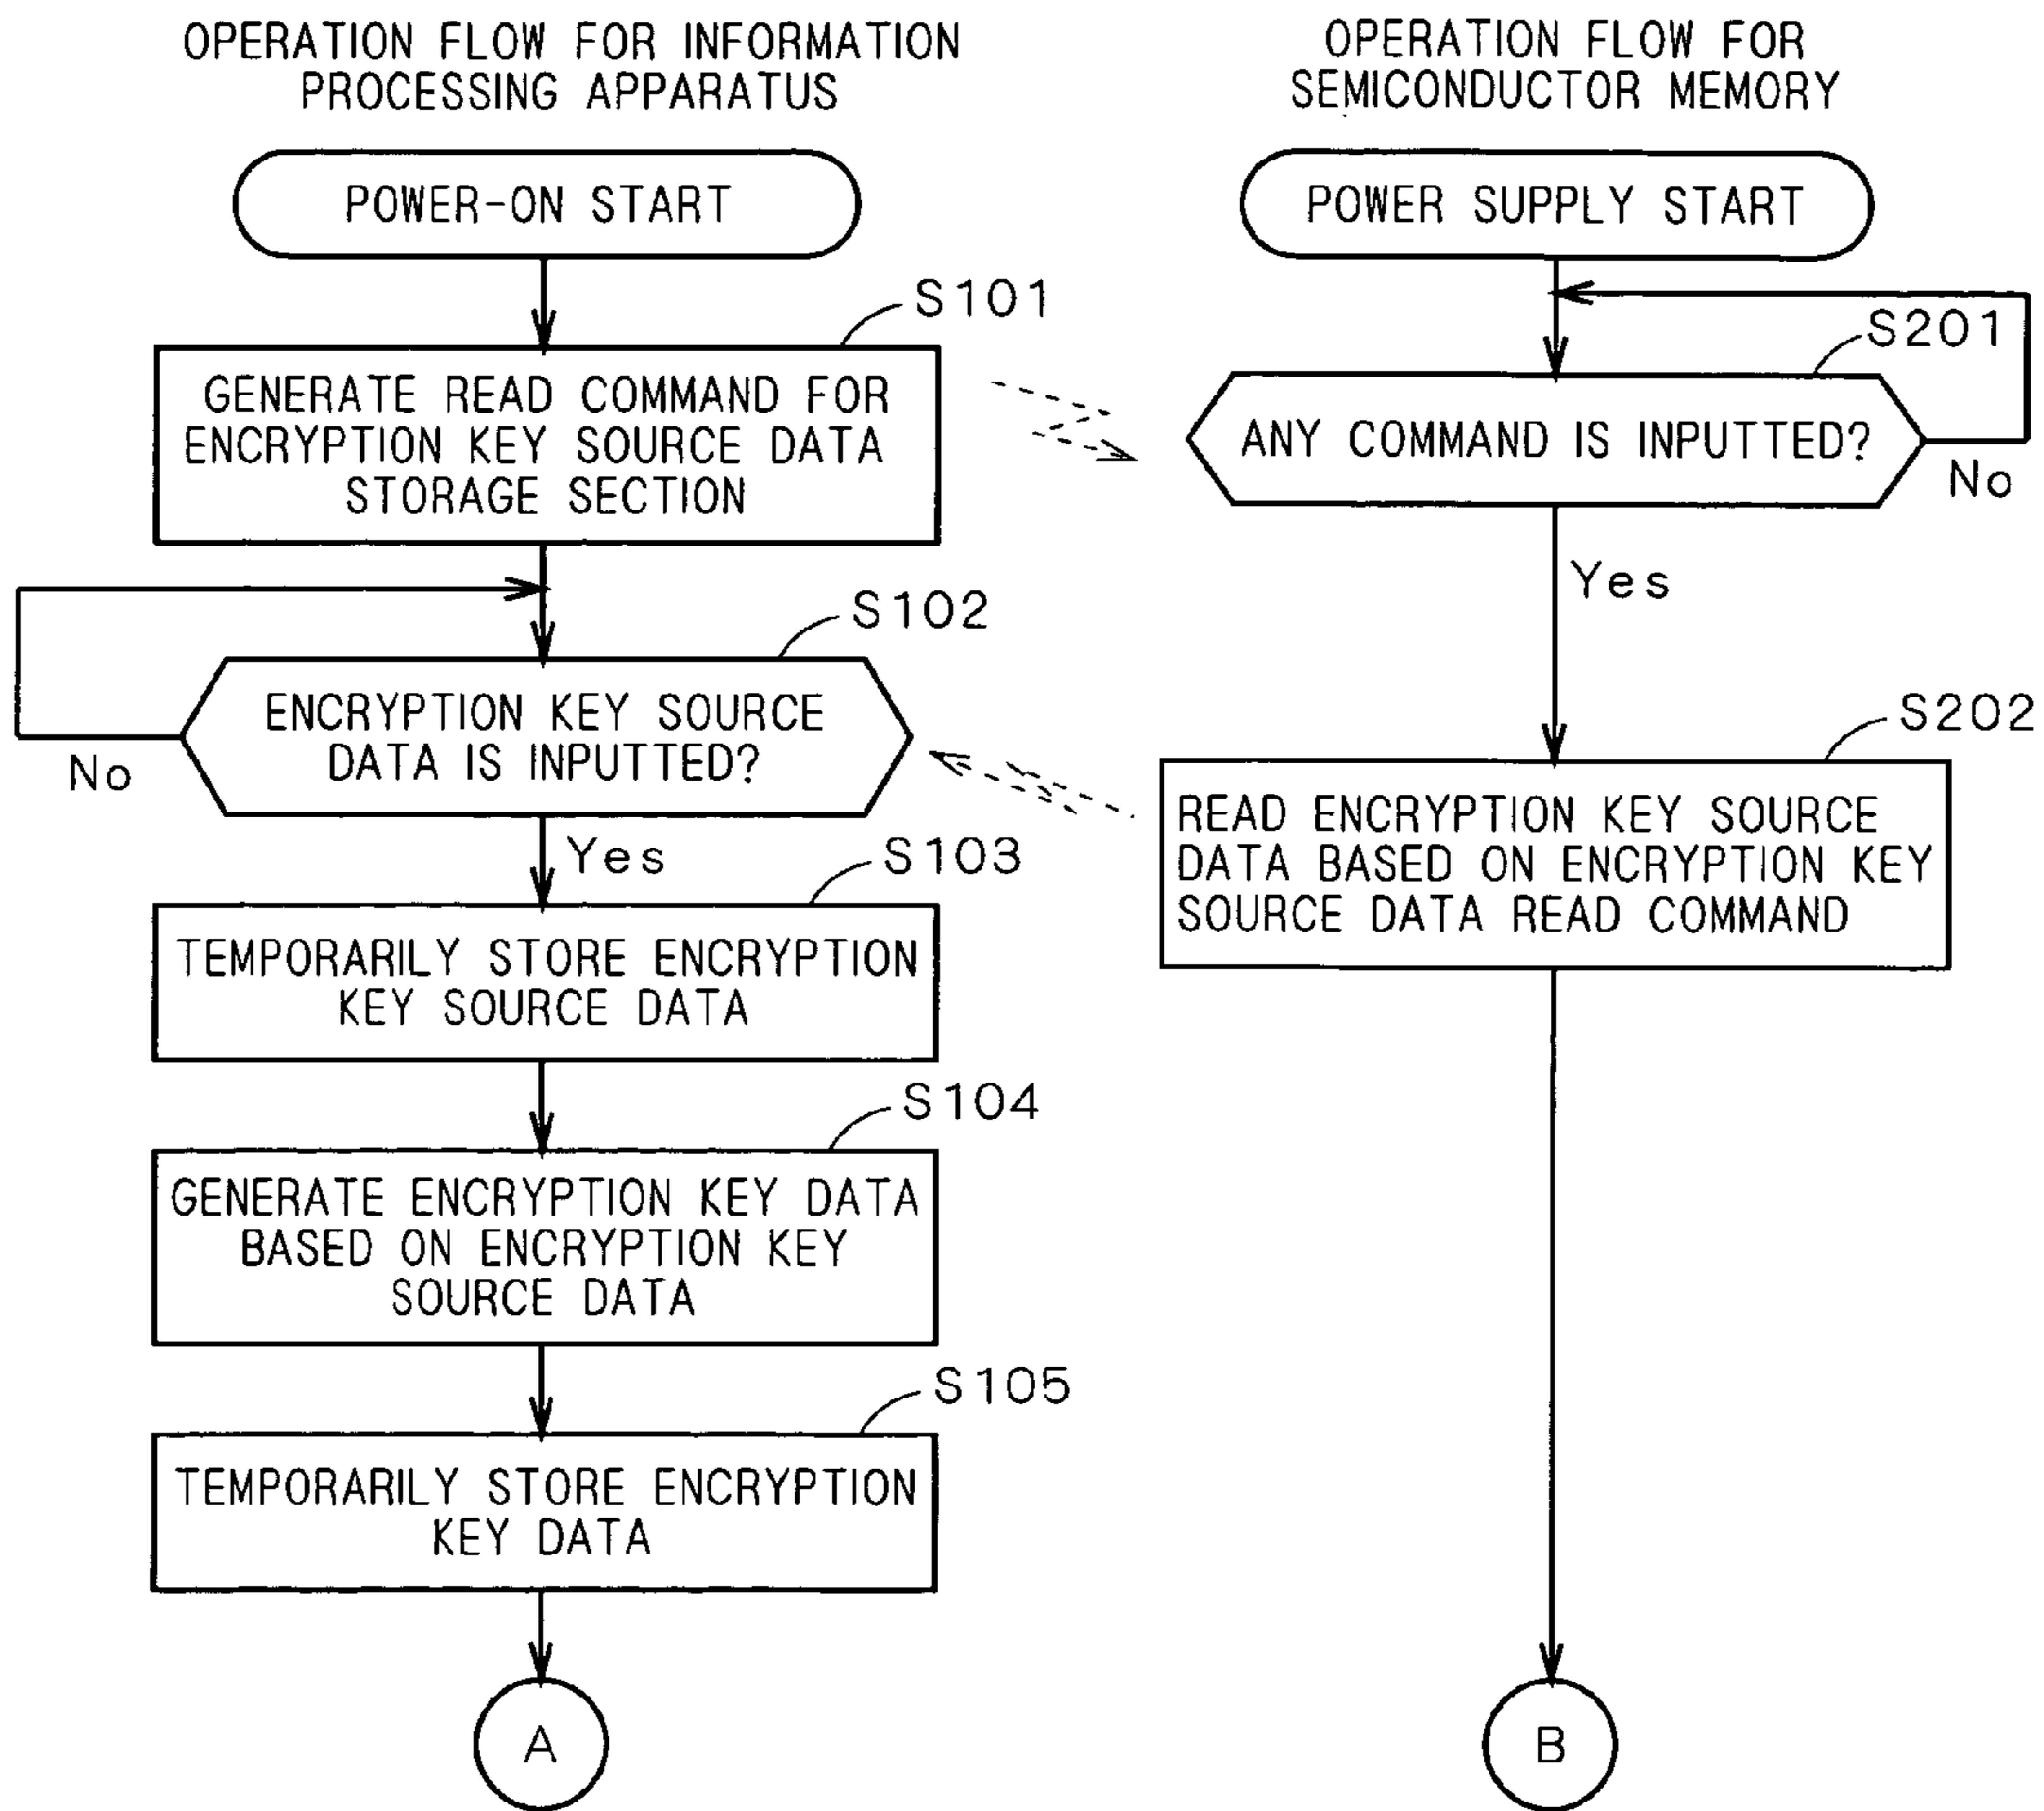 OPERATION FLOW FOR INFORMATION
PROCESSING APPARATUS
POWER-ON START
S101
GENERATE READ COMMAND FOR
ENCRYPTION KEY SOURCE DATA
STORAGE SECTION
S102
ENCRYPTION KEY SOURCE
DATA IS INPUTTED?
No
Yes
S103
TEMPORARILY STORE ENCRYPTION
KEY SOURCE DATA
S104
GENERATE ENCRYPTION KEY DATA
BASED ON ENCRYPTION KEY
SOURCE DATA
S105
TEMPORARILY STORE ENCRYPTION
KEY DATA
A
OPERATION FLOW FOR
SEMICONDUCTOR MEMORY
POWER SUPPLY START
S201
ANY COMMAND IS INPUTTED?
No
Yes
S202
READ ENCRYPTION KEY SOURCE
DATA BASED ON ENCRYPTION KEY
SOURCE DATA READ COMMAND
B